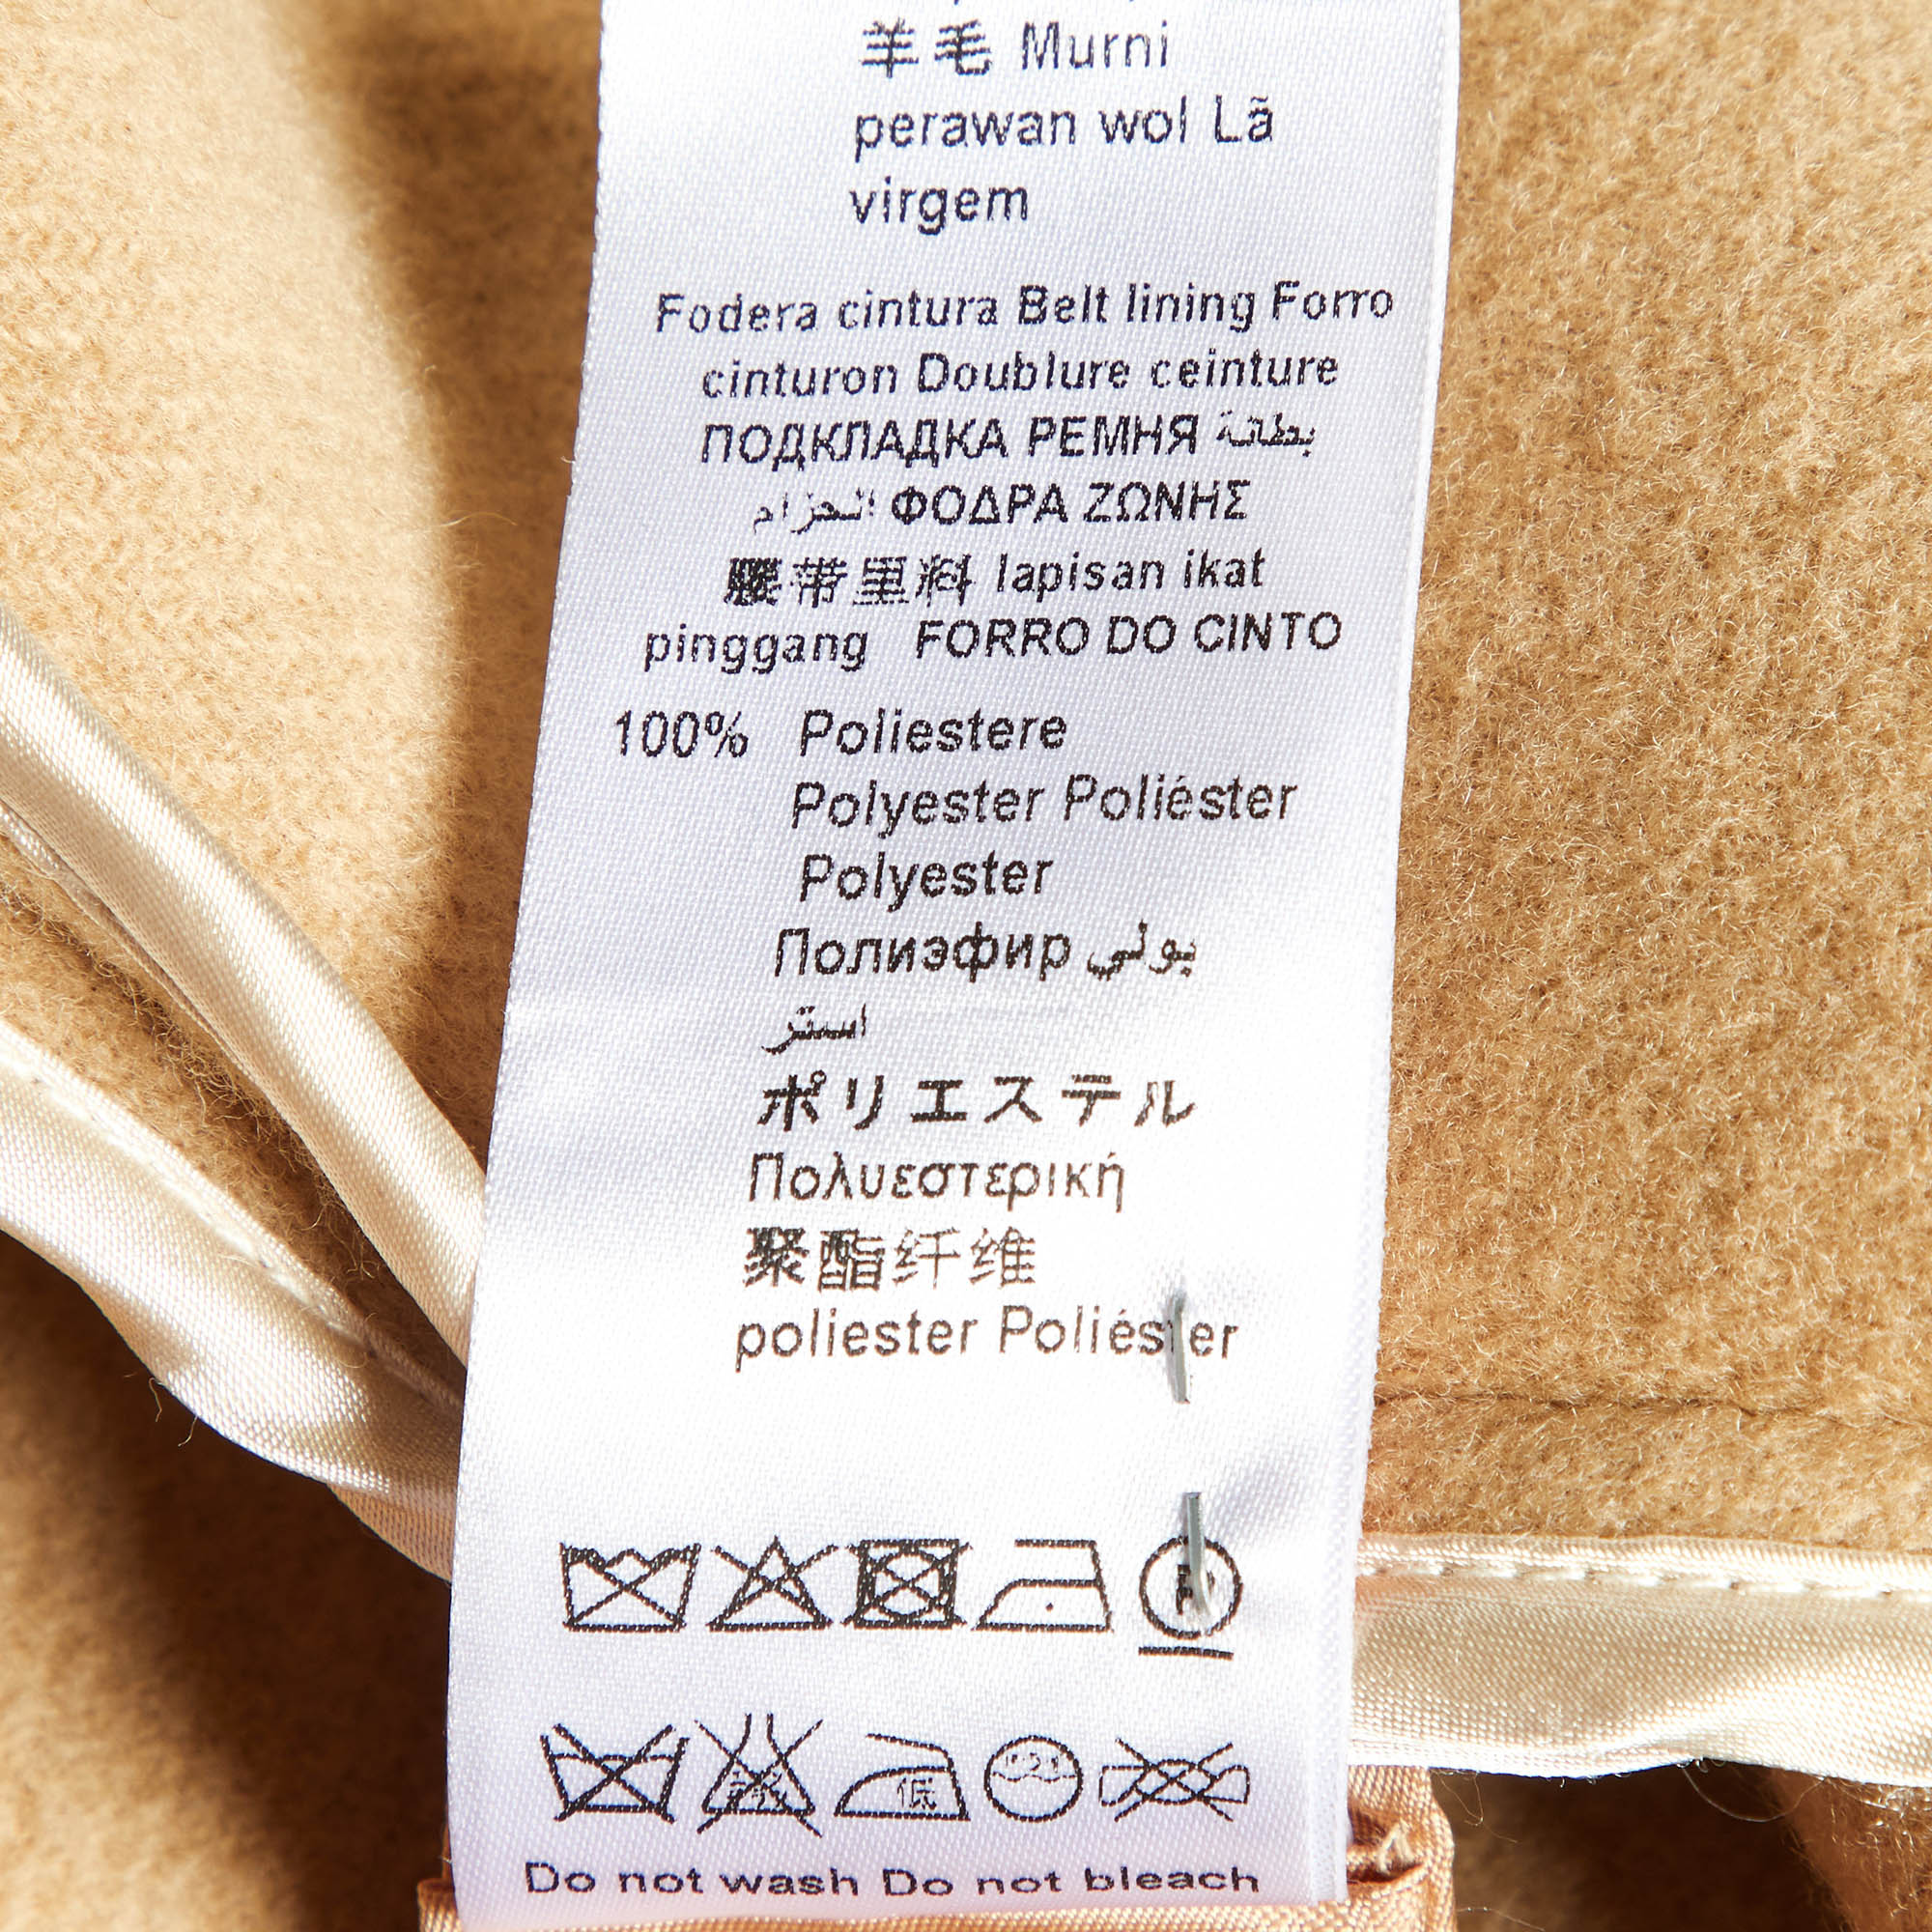 羊毛 Murni
perawan wol Lã
virgem
Fodera cintura Belt lining Forro
cinturon Doublure ceinture
ПОДКЛАДКА РЕМНЯ بطانة
الحزام ΦΟΔΡΑ ΖΩΝΗΣ
腰带里料 lapisan ikat
pinggang FORRO DO CINTO
100% Poliestere
Polyester Poliéster
Polyester
Полиэфир بولي
استر
ポリエステル
Πολυεστερική
聚酯纤维
poliester Poliéster
低
Do not wash Do not bleach